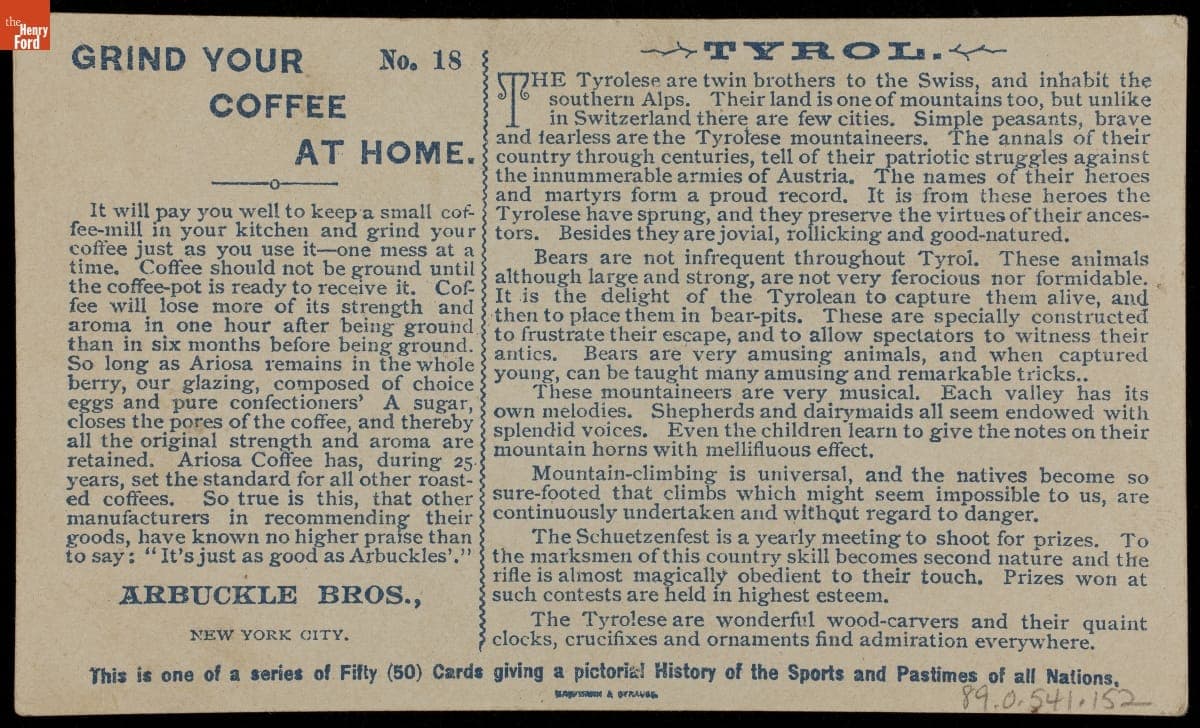 the
Henry
Ford
GRIND YOUR No. 18
COFFEE
AT HOME.
It will pay you well to keep a small cof-
fee-mill in your kitchen and grind your
coffee just as you use it—one mess at a
time. Coffee should not be ground until
the coffee-pot is ready to receive it. Cof-
fee will lose more of its strength and
aroma in one hour after being ground
than in six months before being ground.
So long as Ariosa remains in the whole
berry, our glazing, composed of choice
eggs and pure confectioners' A sugar,
closes the pores of the coffee, and thereby
all the original strength and aroma are
retained. Ariosa Coffee has, during 25
years, set the standard for all other roast-
ed coffees. So true is this, that other
manufacturers in recommending their
goods, have known no higher praise than
to say: "It's just as good as Arbuckles'."
ARBUCKLE BROS.,
NEW YORK CITY.
TYROL.
THE Tyrolese are twin brothers to the Swiss, and inhabit the
southern Alps. Their land is one of mountains too, but unlike
in Switzerland there are few cities. Simple peasants, brave
and fearless are the Tyrolese mountaineers. The annals of their
country through centuries, tell of their patriotic struggles against
the innummerable armies of Austria. The names of their heroes
and martyrs form a proud record. It is from these heroes the
Tyrolese have sprung, and they preserve the virtues of their ances-
tors. Besides they are jovial, rollicking and good-natured.
Bears are not infrequent throughout Tyrol. These animals
although large and strong, are not very ferocious nor formidable.
It is the delight of the Tyrolean to capture them alive, and
then to place them in bear-pits. These are specially constructed
to frustrate their escape, and to allow spectators to witness their
antics. Bears are very amusing animals, and when captured
young, can be taught many amusing and remarkable tricks..
These mountaineers are very musical. Each valley has its
own melodies. Shepherds and dairymaids all seem endowed with
splendid voices. Even the children learn to give the notes on their
mountain horns with mellifluous effect.
Mountain-climbing is universal, and the natives become so
sure-footed that climbs which might seem impossible to us, are
continuously undertaken and without regard to danger.
The Schuetzenfest is a yearly meeting to shoot for prizes. To
the marksmen of this country skill becomes second nature and the
rifle is almost magically obedient to their touch. Prizes won at
such contests are held in highest esteem.
The Tyrolese are wonderful wood-carvers and their quaint
clocks, crucifixes and ornaments find admiration everywhere.
This is one of a series of Fifty (50) Cards giving a pictorial History of the Sports and Pastimes of all Nations.
89.0.541.152